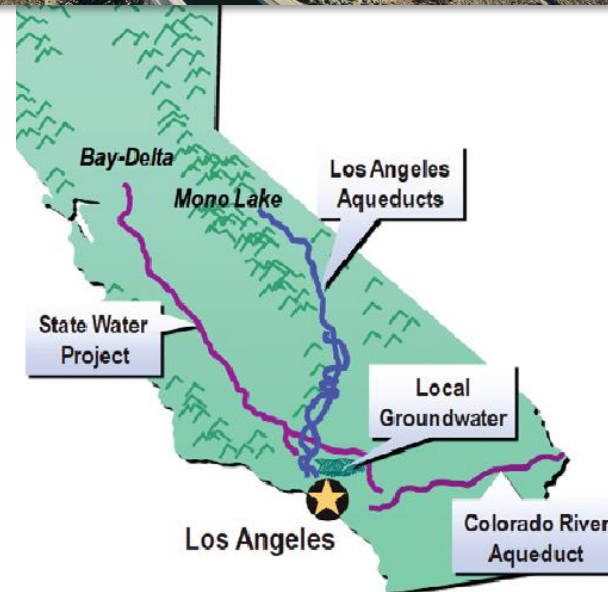 Bay-Delta
Mono Lake
Los Angeles
Aqueducts
State Water
Project
Local
Groundwater
Los Angeles
Colorado River
Aqueduct